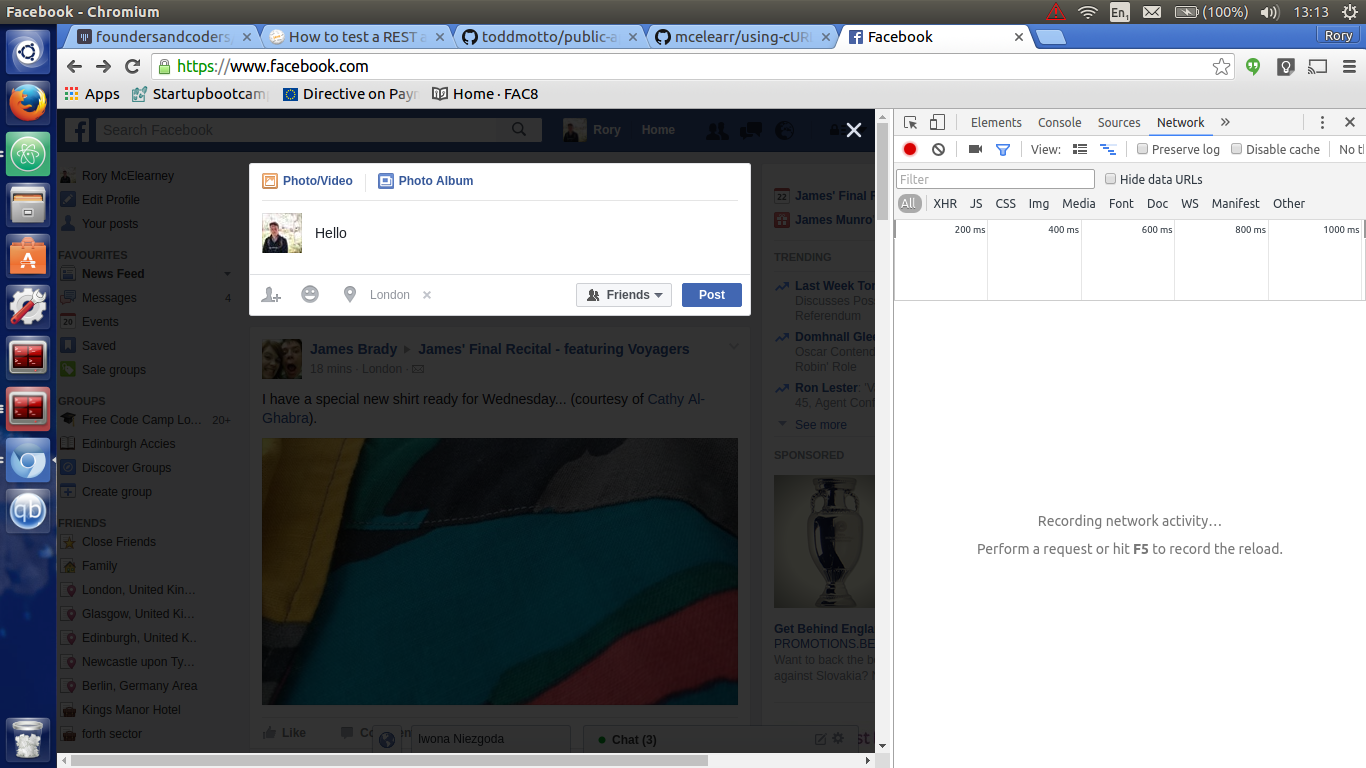 Facebook - Chromium
En1 (100%) 13:13
foundersandcoders, How to test a REST a toddmotto/public-a mcelearr/using-cURL Facebook Rory
https://www.facebook.com
Apps Startupbootcamp Directive on Payn Home · FAC8
Search Facebook Rory Home
Rory McElearney
Edit Profile
Your posts
FAVOURITES
News Feed
Messages 4
Events
Saved
Sale groups
GROUPS
Free Code Camp Lo... 20+
Edinburgh Accies
Discover Groups
Create group
FRIENDS
Close Friends
Family
London, United Kin...
Glasgow, United Ki...
Edinburgh, United K...
Newcastle upon Ty...
Berlin, Germany Area
Kings Manor Hotel
forth sector
Photo/Video Photo Album
Hello
London Friends Post
James Brady James' Final Recital - featuring Voyagers
18 mins · London ·
I have a special new shirt ready for Wednesday... (courtesy of Cathy Al-
Ghabra).
Like
Iwona Niezgoda Chat (3)
22 James' Final R
James Munro
TRENDING
Last Week Ton
Discusses Pos
Referendum
Domhnall Glee
Oscar Contend
Robin' Role
Ron Lester: 'V
45. Agent Conf
See more
SPONSORED
Get Behind Engla
PROMOTIONS.BE
Want to back the b
against Slovakia? M
Elements Console Sources Network
View: Preserve log Disable cache No th
Filter Hide data URLs
All XHR JS CSS Img Media Font Doc WS Manifest Other
200 ms 400 ms 600 ms 800 ms 1000 ms
Recording network activity…
Perform a request or hit F5 to record the reload.